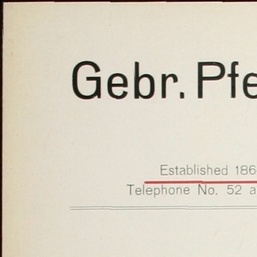 Gebr. Pfe
Established 186
Telephone No. 52 a